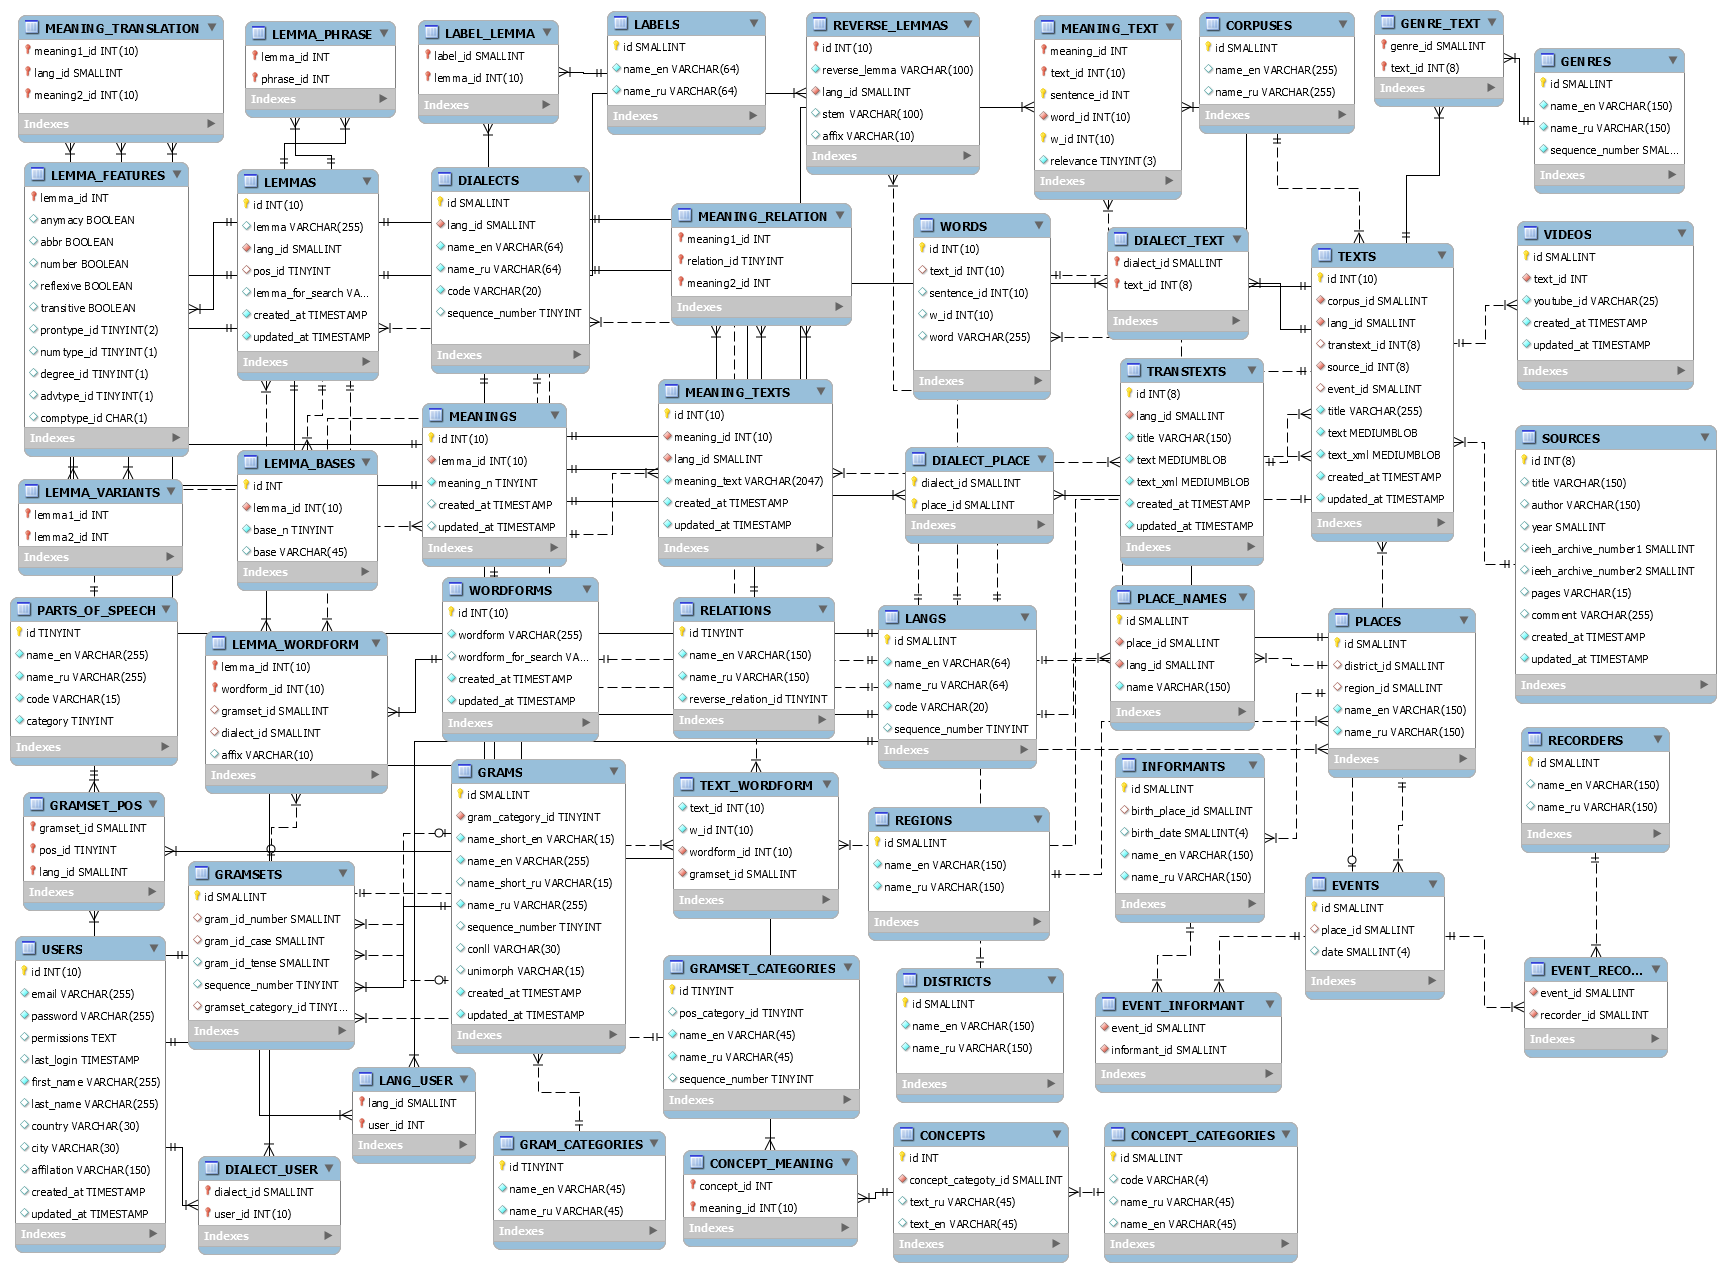 MEANING_TRANSLATION
meaning1_id INT(10)
lang_id SMALLINT
meaning2_id INT(10)
Indexes
LEMMA_PHRASE
lemma_id INT
phrase_id INT
Indexes
LABEL_LEMMA
label_id SMALLINT
lemma_id INT(10)
Indexes
LABELS
id SMALLINT
name_en VARCHAR(64)
name_ru VARCHAR(64)
Indexes
REVERSE_LEMMAS
id INT(10)
reverse_lemma VARCHAR(100)
lang_id SMALLINT
stem VARCHAR(100)
affix VARCHAR(10)
Indexes
MEANING_TEXT
meaning_id INT
text_id INT(10)
sentence_id INT
word_id INT(10)
w_id INT(10)
relevance TINYINT(3)
Indexes
CORPUSES
id SMALLINT
name_en VARCHAR(255)
name_ru VARCHAR(255)
Indexes
GENRE_TEXT
genre_id SMALLINT
text_id INT(8)
Indexes
GENRES
id SMALLINT
name_en VARCHAR(150)
name_ru VARCHAR(150)
sequence_number SMAL...
Indexes
LEMMA_FEATURES
lemma_id INT
anymacy BOOLEAN
abbr BOOLEAN
number BOOLEAN
reflexive BOOLEAN
transitive BOOLEAN
prontype_id TINYINT(2)
numtype_id TINYINT(1)
degree_id TINYINT(1)
advtype_id TINYINT(1)
comptype_id CHAR(1)
Indexes
LEMMAS
id INT(10)
lemma VARCHAR(255)
lang_id SMALLINT
pos_id TINYINT
lemma_for_search VA...
created_at TIMESTAMP
updated_at TIMESTAMP
Indexes
DIALECTS
id SMALLINT
lang_id SMALLINT
name_en VARCHAR(64)
name_ru VARCHAR(64)
code VARCHAR(20)
sequence_number TINYINT
Indexes
MEANING_RELATION
meaning1_id INT
relation_id TINYINT
meaning2_id INT
Indexes
WORDS
id INT(10)
text_id INT(10)
sentence_id INT(10)
w_id INT(10)
word VARCHAR(255)
Indexes
DIALECT_TEXT
dialect_id SMALLINT
text_id INT(8)
Indexes
TEXTS
id INT(10)
corpus_id SMALLINT
lang_id SMALLINT
transtext_id INT(8)
source_id INT(8)
event_id SMALLINT
title VARCHAR(255)
text MEDIUMBLOB
text_xml MEDIUMBLOB
created_at TIMESTAMP
updated_at TIMESTAMP
Indexes
VIDEOS
id SMALLINT
text_id INT
youtube_id VARCHAR(25)
created_at TIMESTAMP
updated_at TIMESTAMP
Indexes
TRANSTEXTS
id INT(8)
lang_id SMALLINT
title VARCHAR(150)
text MEDIUMBLOB
text_xml MEDIUMBLOB
created_at TIMESTAMP
updated_at TIMESTAMP
Indexes
MEANING_TEXTS
id INT(10)
meaning_id INT(10)
lang_id SMALLINT
meaning_text VARCHAR(2047)
created_at TIMESTAMP
updated_at TIMESTAMP
Indexes
MEANINGS
id INT(10)
lemma_id INT(10)
meaning_n TINYINT
created_at TIMESTAMP
updated_at TIMESTAMP
Indexes
SOURCES
id INT(8)
title VARCHAR(150)
author VARCHAR(150)
year SMALLINT
ieeh_archive_number1 SMALLINT
ieeh_archive_number2 SMALLINT
pages VARCHAR(15)
comment VARCHAR(255)
created_at TIMESTAMP
updated_at TIMESTAMP
Indexes
DIALECT_PLACE
dialect_id SMALLINT
place_id SMALLINT
Indexes
LEMMA_BASES
id INT
lemma_id INT(10)
base_n TINYINT
base VARCHAR(45)
Indexes
LEMMA_VARIANTS
lemma1_id INT
lemma2_id INT
Indexes
PARTS_OF_SPEECH
id TINYINT
name_en VARCHAR(255)
name_ru VARCHAR(255)
code VARCHAR(15)
category TINYINT
Indexes
LEMMA_WORDFORM
lemma_id INT(10)
wordform_id INT(10)
gramset_id SMALLINT
dialect_id SMALLINT
affix VARCHAR(10)
Indexes
WORDFORMS
id INT(10)
wordform VARCHAR(255)
wordform_for_search VA...
created_at TIMESTAMP
updated_at TIMESTAMP
Indexes
RELATIONS
id TINYINT
name_en VARCHAR(150)
name_ru VARCHAR(150)
reverse_relation_id TINYINT
Indexes
LANGS
id SMALLINT
name_en VARCHAR(64)
name_ru VARCHAR(64)
code VARCHAR(20)
sequence_number TINYINT
Indexes
PLACE_NAMES
id SMALLINT
place_id SMALLINT
lang_id SMALLINT
name VARCHAR(150)
Indexes
PLACES
id SMALLINT
district_id SMALLINT
region_id SMALLINT
name_en VARCHAR(150)
name_ru VARCHAR(150)
Indexes
RECORDERS
id SMALLINT
name_en VARCHAR(150)
name_ru VARCHAR(150)
Indexes
GRAMSET_POS
gramset_id SMALLINT
pos_id TINYINT
lang_id SMALLINT
Indexes
GRAMS
id SMALLINT
gram_category_id TINYINT
name_short_en VARCHAR(15)
name_en VARCHAR(255)
name_short_ru VARCHAR(15)
name_ru VARCHAR(255)
sequence_number TINYINT
conll VARCHAR(30)
unimorph VARCHAR(15)
created_at TIMESTAMP
updated_at TIMESTAMP
Indexes
TEXT_WORDFORM
text_id INT(10)
w_id INT(10)
wordform_id INT(10)
gramset_id SMALLINT
Indexes
REGIONS
id SMALLINT
name_en VARCHAR(150)
name_ru VARCHAR(150)
Indexes
INFORMANTS
id SMALLINT
birth_place_id SMALLINT
birth_date SMALLINT(4)
name_en VARCHAR(150)
name_ru VARCHAR(150)
Indexes
EVENTS
id SMALLINT
place_id SMALLINT
date SMALLINT(4)
Indexes
GRAMSETS
id SMALLINT
gram_id_number SMALLINT
gram_id_case SMALLINT
gram_id_tense SMALLINT
sequence_number TINYINT
gramset_category_id TINYI...
Indexes
USERS
id INT(10)
email VARCHAR(255)
password VARCHAR(255)
permissions TEXT
last_login TIMESTAMP
first_name VARCHAR(255)
last_name VARCHAR(255)
country VARCHAR(30)
city VARCHAR(30)
affilation VARCHAR(150)
created_at TIMESTAMP
updated_at TIMESTAMP
Indexes
GRAMSET_CATEGORIES
id TINYINT
pos_category_id TINYINT
name_en VARCHAR(45)
name_ru VARCHAR(45)
sequence_number TINYINT
Indexes
DISTRICTS
id SMALLINT
name_en VARCHAR(150)
name_ru VARCHAR(150)
Indexes
EVENT_INFORMANT
event_id SMALLINT
informant_id SMALLINT
Indexes
EVENT_RECO...
event_id SMALLINT
recorder_id SMALLINT
Indexes
LANG_USER
lang_id SMALLINT
user_id INT
Indexes
DIALECT_USER
dialect_id SMALLINT
user_id INT(10)
Indexes
GRAM_CATEGORIES
id TINYINT
name_en VARCHAR(45)
name_ru VARCHAR(45)
Indexes
CONCEPT_MEANING
concept_id INT
meaning_id INT(10)
Indexes
CONCEPTS
id INT
concept_categoty_id SMALLINT
text_ru VARCHAR(45)
text_en VARCHAR(45)
Indexes
CONCEPT_CATEGORIES
id SMALLINT
code VARCHAR(4)
name_ru VARCHAR(45)
name_en VARCHAR(45)
Indexes